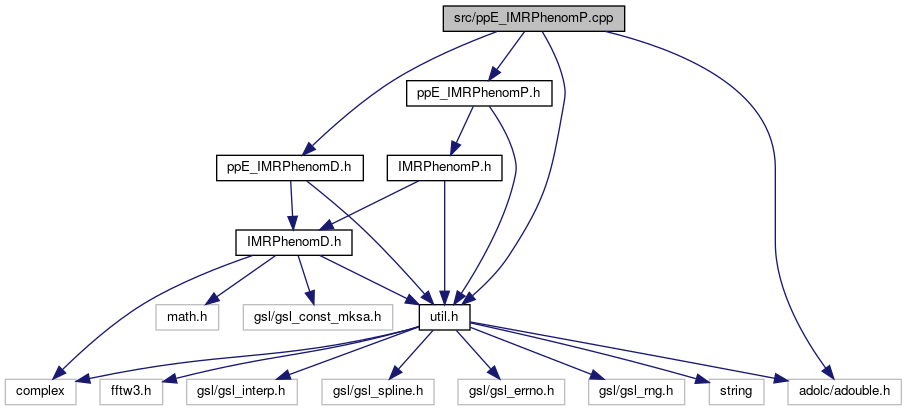 src/ppE_IMRPhenomP.cpp
ppE_IMRPhenomP.h
ppE_IMRPhenomD.h
IMRPhenomP.h
IMRPhenomD.h
math.h
gsl/gsl_const_mksa.h
util.h
complex
fftw3.h
gsl/gsl_interp.h
gsl/gsl_spline.h
gsl/gsl_errno.h
gsl/gsl_rng.h
string
adolc/adouble.h